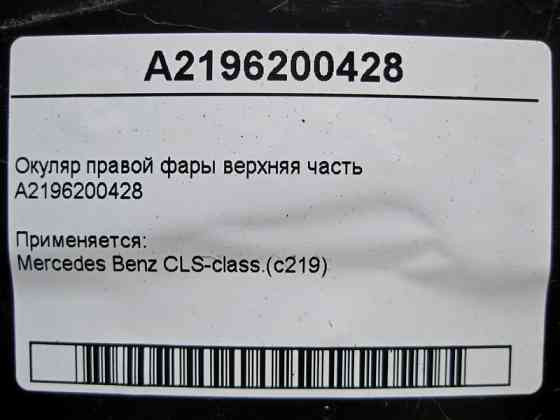 A2196200428
Окуляр правой фары верхняя часть
A2196200428
Применяется:
Mercedes Benz CLS-class.(c219)